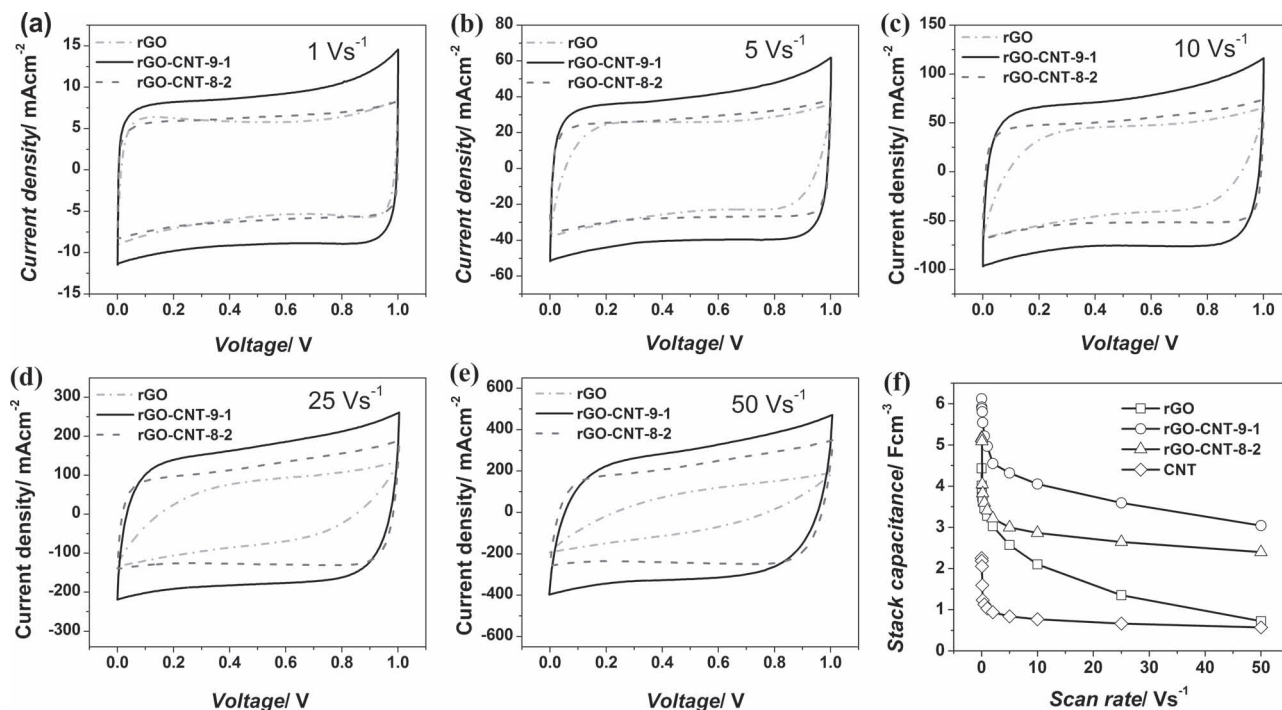 (a)
1 Vs⁻¹
rGO
rGO-CNT-9-1
rGO-CNT-8-2
Current density/ mAcm⁻²
15
10
5
0
-5
-10
-15
0.0 0.2 0.4 0.6 0.8 1.0
Voltage/ V
(b)
5 Vs⁻¹
rGO
rGO-CNT-9-1
rGO-CNT-8-2
Current density/ mAcm⁻²
80
60
40
20
0
-20
-40
-60
-80
0.0 0.2 0.4 0.6 0.8 1.0
Voltage/ V
(c)
10 Vs⁻¹
rGO
rGO-CNT-9-1
rGO-CNT-8-2
Current density/ mAcm⁻²
150
100
50
0
-50
-100
0.0 0.2 0.4 0.6 0.8 1.0
Voltage/ V
(d)
25 Vs⁻¹
rGO
rGO-CNT-9-1
rGO-CNT-8-2
Current density/ mAcm⁻²
300
200
100
0
-100
-200
-300
0.0 0.2 0.4 0.6 0.8 1.0
Voltage/ V
(e)
50 Vs⁻¹
rGO
rGO-CNT-9-1
rGO-CNT-8-2
Current density/ mAcm⁻²
600
400
200
0
-200
-400
-600
0.0 0.2 0.4 0.6 0.8 1.0
Voltage/ V
(f)
rGO
rGO-CNT-9-1
rGO-CNT-8-2
CNT
Stack capacitance/ Fcm⁻³
6
5
4
3
2
1
0
0 10 20 30 40 50
Scan rate/ Vs⁻¹